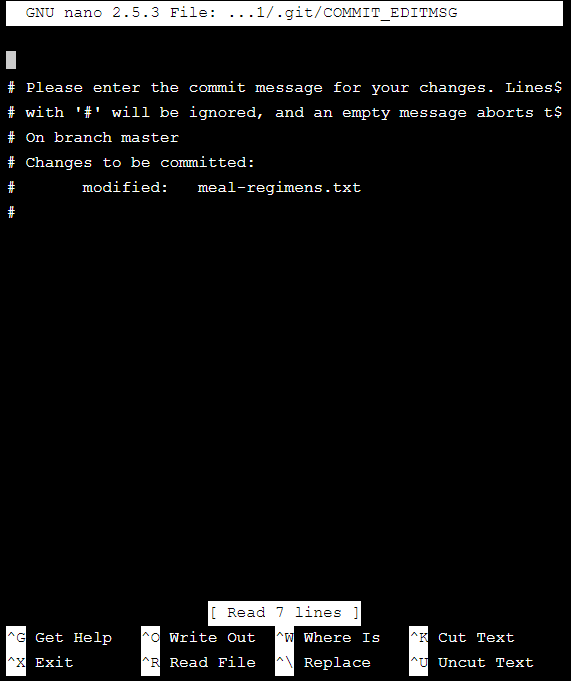 GNU nano 2.5.3 File: ...1/.git/COMMIT_EDITMSG
# Please enter the commit message for your changes. Lines$
# with '#' will be ignored, and an empty message aborts t$
# On branch master
# Changes to be committed:
#       modified:   meal-regimens.txt
#
[ Read 7 lines ]
^G Get Help   ^O Write Out  ^W Where Is   ^K Cut Text
^X Exit       ^R Read File  ^\ Replace    ^U Uncut Text